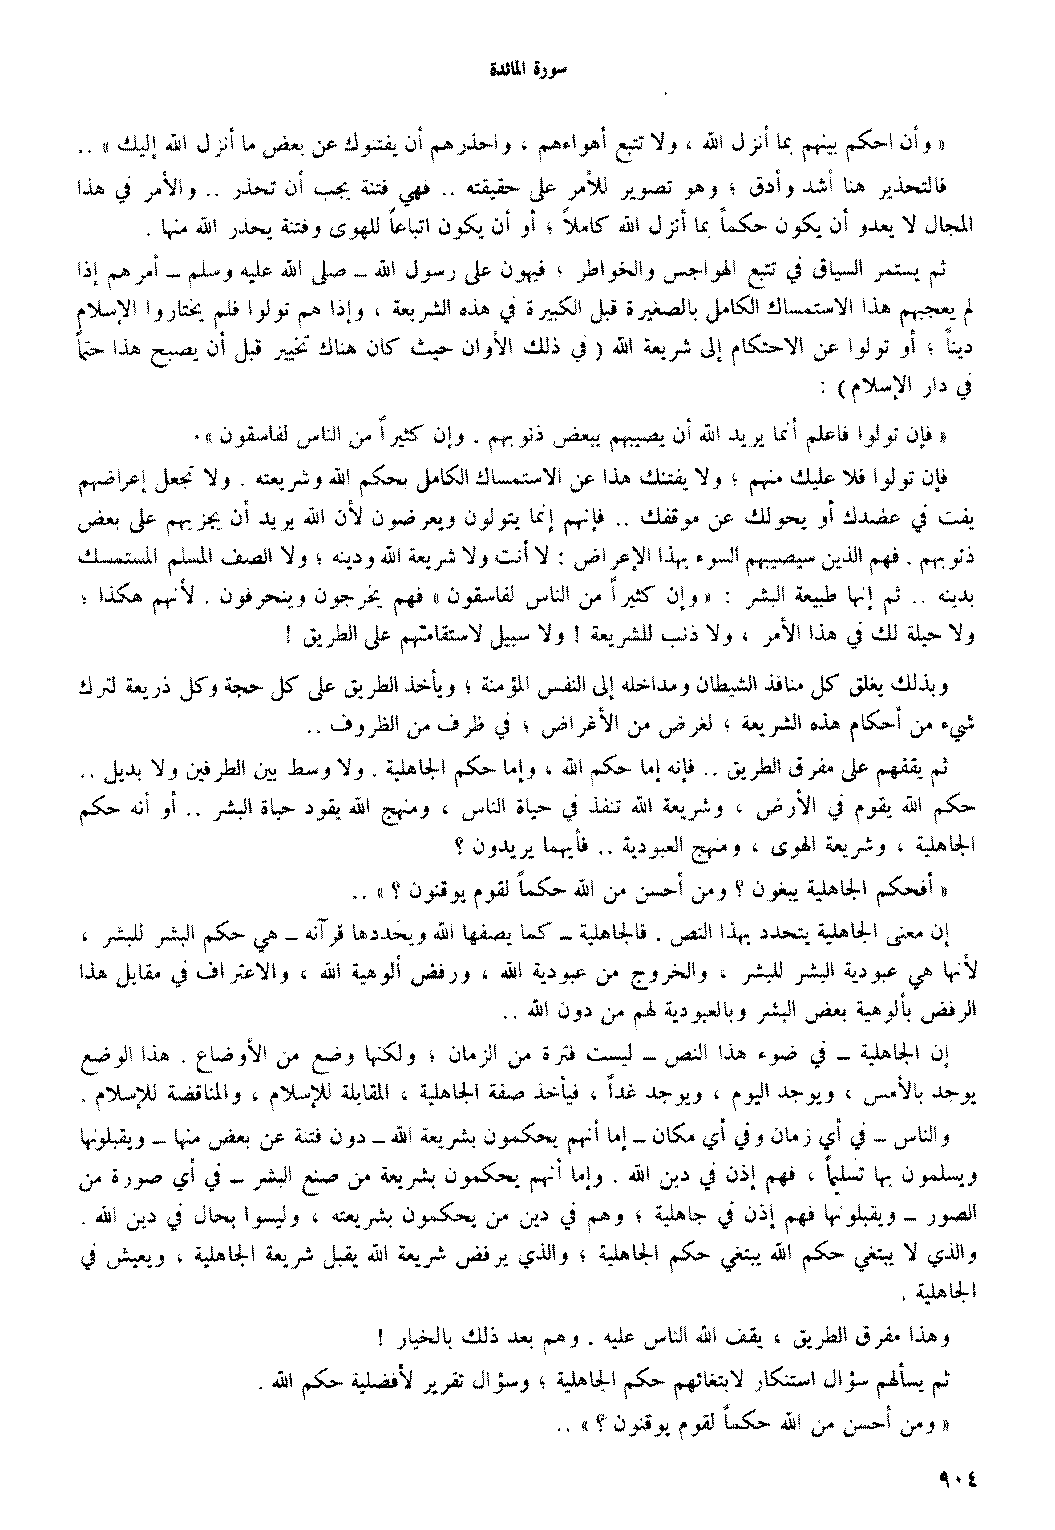 سورة المائدة
« وأن احكم بينهم بما أنزل الله ، ولا تتبع أهواءهم ، واحذرهم أن يفتنوك عن بعض ما أنزل الله إليك » ..
فالتحذير هنا أشد وأدق ؛ وهو تصوير للأمر على حقيقته .. فهي فتنة يجب أن تحذر .. والأمر في هذا
المجال لا يعدو أن يكون حكماً بما أنزل الله كاملاً ؛ أو أن يكون اتباعاً للهوى وفتنة يحذر الله منها .
ثم يستمر السياق في تتبع الهواجس والخواطر ؛ فيهون على رسول الله – صلى الله عليه وسلم – أمرهم إذا
لم يعجبهم هذا الاستمساك الكامل بالصغيرة قبل الكبيرة في هذه الشريعة ، وإذا هم تولوا فلم يختاروا الإسلام
ديناً ؛ أو تولوا عن الاحتكام إلى شريعة الله ( في ذلك الأوان حيث كان هناك تخيير قبل أن يصبح هذا حتماً
في دار الإسلام ) :
« فإن تولوا فاعلم أنما يريد الله أن يصيبهم ببعض ذنوبهم . وإن كثيراً من الناس لفاسقون » .
فإن تولوا فلا عليك منهم ؛ ولا يفتنك هذا عن الاستمساك الكامل بحكم الله وشريعته . ولا تجعل إعراضهم
يفت في عضدك أو يحولك عن موقفك .. فإنهم إنما يتولون ويعرضون لأن الله يريد أن يجزيهم على بعض
ذنوبهم . فهم الذين سيصيبهم السوء بهذا الإعراض : لا أنت ولا شريعة الله ودينه ؛ ولا الصف المسلم المستمسك
بدينه .. ثم إنها طبيعة البشر : « وإن كثيراً من الناس لفاسقون » فهم يخرجون وينحرفون . لأنهم هكذا ؛
ولا حيلة لك في هذا الأمر ، ولا ذنب للشريعة ! ولا سبيل لاستقامتهم على الطريق !
وبذلك يغلق كل منافذ الشيطان ومداخله إلى النفس المؤمنة ؛ ويأخذ الطريق على كل حجة وكل ذريعة لترك
شيء من أحكام هذه الشريعة ؛ لغرض من الأغراض ؛ في ظرف من الظروف ..
ثم يقفهم على مفرق الطريق .. فإنه إما حكم الله ، وإما حكم الجاهلية . ولا وسط بين الطرفين ولا بديل ..
حكم الله يقوم في الأرض ، وشريعة الله تنفذ في حياة الناس ، ومنهج الله يقود حياة البشر .. أو أنه حكم
الجاهلية ، وشريعة الهوى ، ومنهج العبودية .. فأيهما يريدون ؟
« أفحكم الجاهلية يبغون ؟ ومن أحسن من الله حكماً لقوم يوقنون ؟ » ..
إن معنى الجاهلية يتحدد بهذا النص . فالجاهلية – كما يصفها الله ويحددها قرآنه – هي حكم البشر للبشر ،
لأنها هي عبودية البشر للبشر ، والخروج من عبودية الله ، ورفض ألوهية الله ، والاعتراف في مقابل هذا
الرفض بألوهية بعض البشر وبالعبودية لهم من دون الله ..
إن الجاهلية – في ضوء هذا النص – ليست فترة من الزمان ؛ ولكنها وضع من الأوضاع . هذا الوضع
يوجد بالأمس ، ويوجد اليوم ، ويوجد غداً ، فيأخذ صفة الجاهلية ، المقابلة للإسلام ، والمناقضة للإسلام .
والناس – في أي زمان وفي أي مكان – إما أنهم يحكمون بشريعة الله – دون فتنة عن بعض منها – ويقبلونها
ويسلمون بها تسليماً ، فهم إذن في دين الله . وإما أنهم يحكمون بشريعة من صنع البشر – في أي صورة من
الصور – ويقبلونها فهم إذن في جاهلية ؛ وهم في دين من يحكمون بشريعته ، وليسوا بحال في دين الله .
والذي لا يبتغي حكم الله يبتغي حكم الجاهلية ؛ والذي يرفض شريعة الله يقبل شريعة الجاهلية ، ويعيش في
الجاهلية .
وهذا مفرق الطريق ، يقف الله الناس عليه . وهم بعد ذلك بالخيار !
ثم يسألهم سؤال استنكار لابتغائهم حكم الجاهلية ؛ وسؤال تقرير لأفضلية حكم الله .
« ومن أحسن من الله حكماً لقوم يوقنون ؟ » ..
٩٠٤